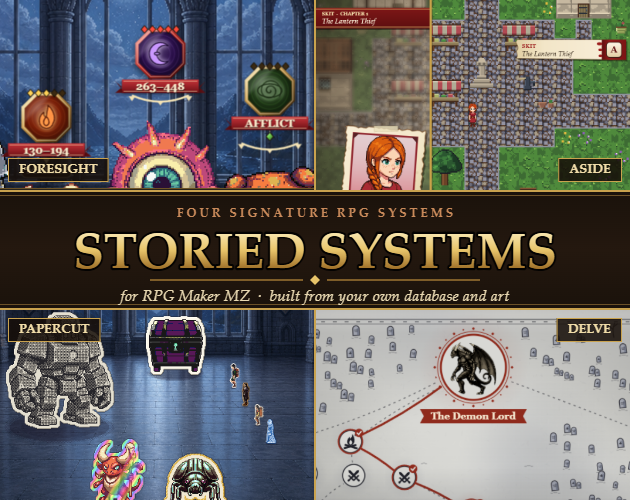 263–448
130–194
AFFLICT
FORESIGHT
SKIT · CHAPTER 1
The Lantern Thief
SKIT
The Lantern Thief
A
ASIDE
FOUR SIGNATURE RPG SYSTEMS
STORIED SYSTEMS
for RPG Maker MZ · built from your own database and art
PAPERCUT
DELVE
The Demon Lord